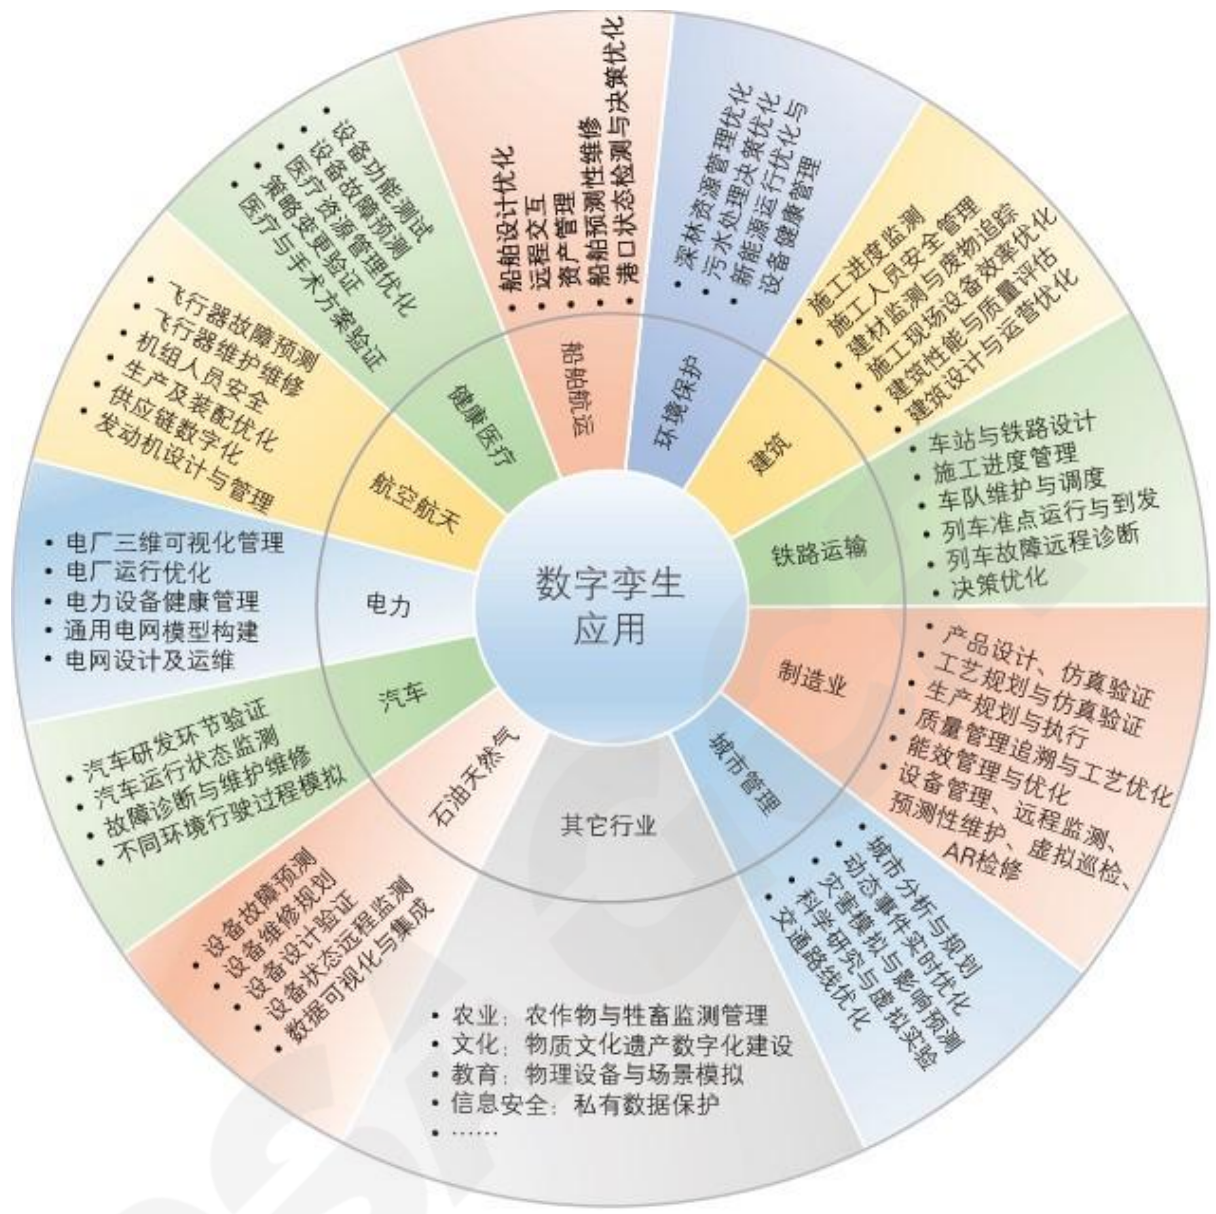 数字孪生
应用
船舶航运
• 船舶设计优化
• 远程交互
• 资产管理
• 船舶预测性维修
• 港口状态检测与决策优化
环境保护
• 深林资源管理优化
• 污水处理决策优化
• 新能源运行优化与
设备健康管理
建筑
• 施工进度监测
• 施工人员安全管理
• 建材监测与废物追踪
• 施工现场设备效率优化
• 建筑性能与质量评估
• 建筑设计与运营优化
铁路运输
• 车站与铁路设计
• 施工进度管理
• 车队维护与调度
• 列车准点运行与到发
• 列车故障远程诊断
• 决策优化
制造业
• 产品设计、仿真验证
• 工艺规划与仿真验证
• 生产规划与执行
• 质量管理追溯与工艺优化
• 能效管理与优化
• 设备管理、远程监测、
预测性维护、虚拟巡检、
AR检修
城市管理
• 城市分析与规划
• 动态事件实时优化
• 灾害模拟与影响预测
• 科学研究与虚拟实验
• 交通路线优化
其它行业
• 农业：农作物与牲畜监测管理
• 文化：物质文化遗产数字化建设
• 教育：物理设备与场景模拟
• 信息安全：私有数据保护
• ……
石油天然气
• 设备故障预测
• 设备维修规划
• 设备设计验证
• 设备状态远程监测
• 数据可视化与集成
汽车
• 汽车研发环节验证
• 汽车运行状态监测
• 故障诊断与维护维修
• 不同环境行驶过程模拟
电力
• 电厂三维可视化管理
• 电厂运行优化
• 电力设备健康管理
• 通用电网模型构建
• 电网设计及运维
航空航天
• 飞行器故障预测
• 飞行器维护维修
• 机组人员安全
• 生产及装配优化
• 供应链数字化
• 发动机设计与管理
健康医疗
• 设备功能测试
• 设备故障预测
• 医疗资源管理优化
• 策略变更验证
• 医疗与手术方案验证